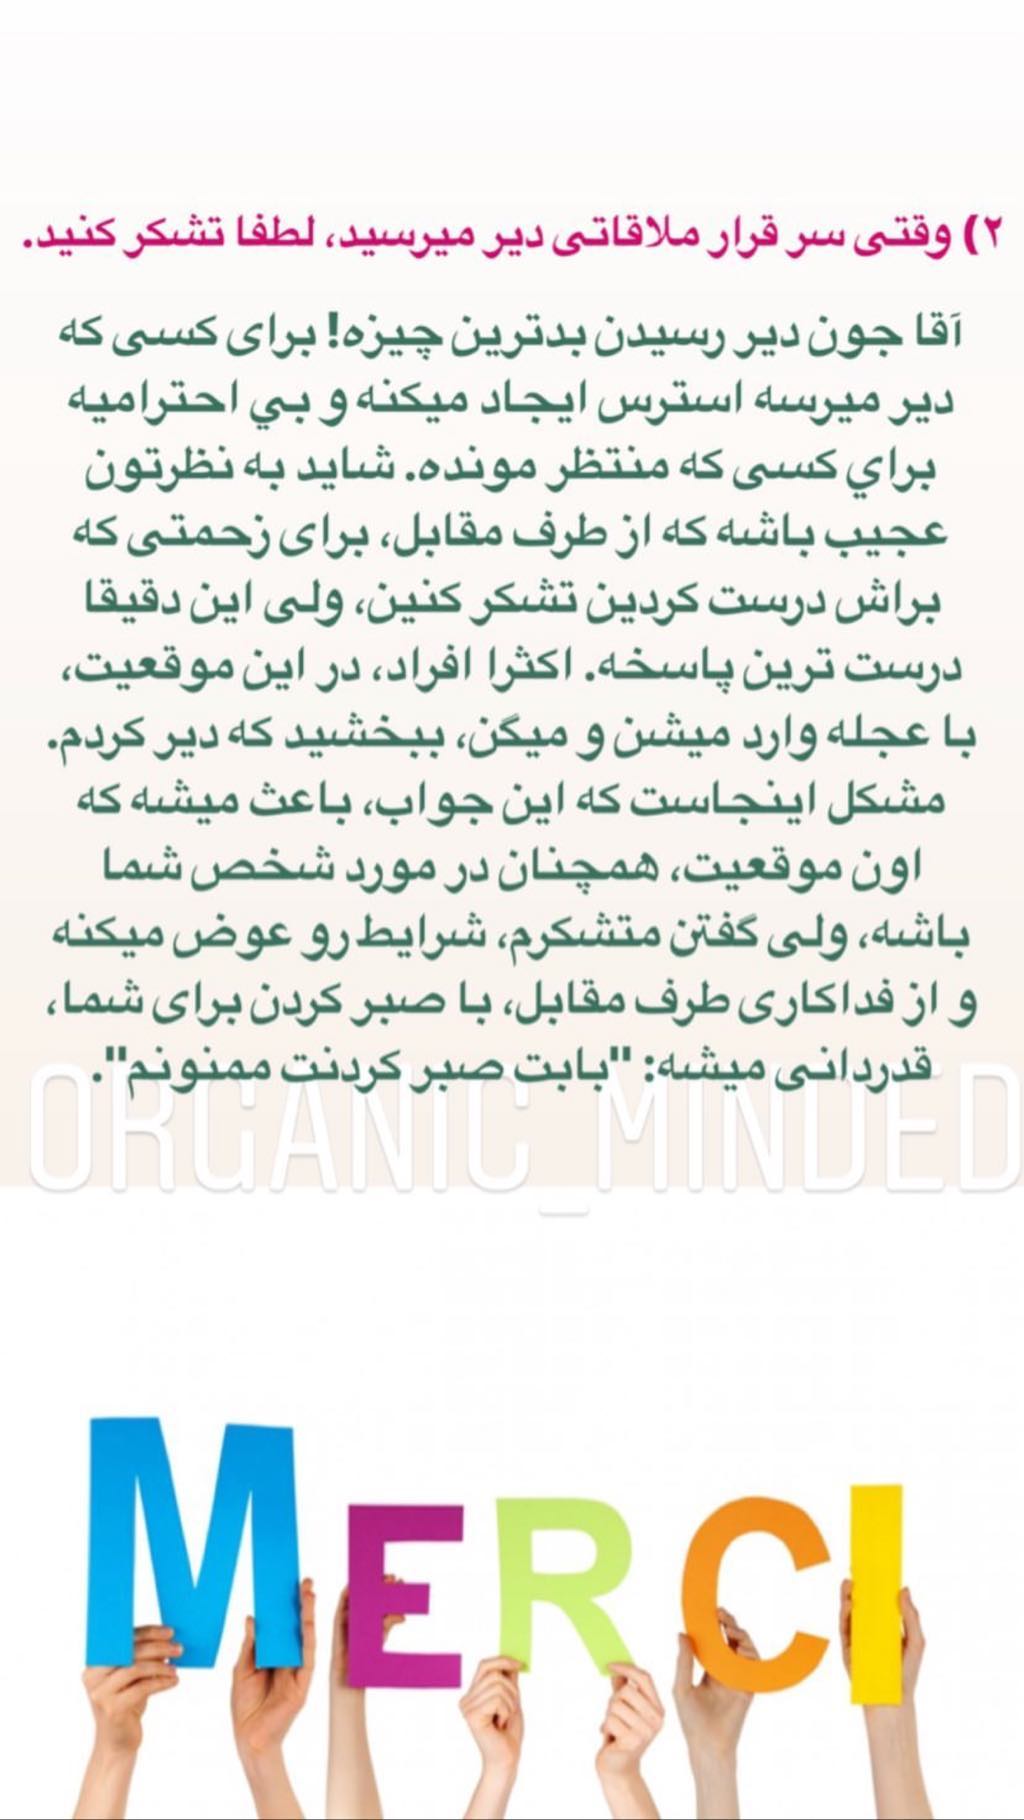 ۲) وقتی سر قرار ملاقاتی دیر میرسید، لطفا تشکر کنید.
آقا جون دیر رسیدن بدترین چیزه! برای کسی که
دیر میرسه استرس ایجاد میکنه و بي احترامیه
براي کسی که منتظر مونده. شاید به نظرتون
عجیب باشه که از طرف مقابل، برای زحمتی که
براش درست کردین تشکر کنین، ولی این دقیقا
درست ترین پاسخه. اکثرا افراد، در این موقعیت،
با عجله وارد میشن و میگن، ببخشید که دیر کردم.
مشکل اینجاست که این جواب، باعث میشه که
اون موقعیت، همچنان در مورد شخص شما
باشه، ولی گفتن متشکرم، شرایط رو عوض میکنه
و از فداکاری طرف مقابل، با صبر کردن برای شما،
قدردانی میشه: "بابت صبر کردنت ممنونم".
ORGANIC_MINDED
MERCI